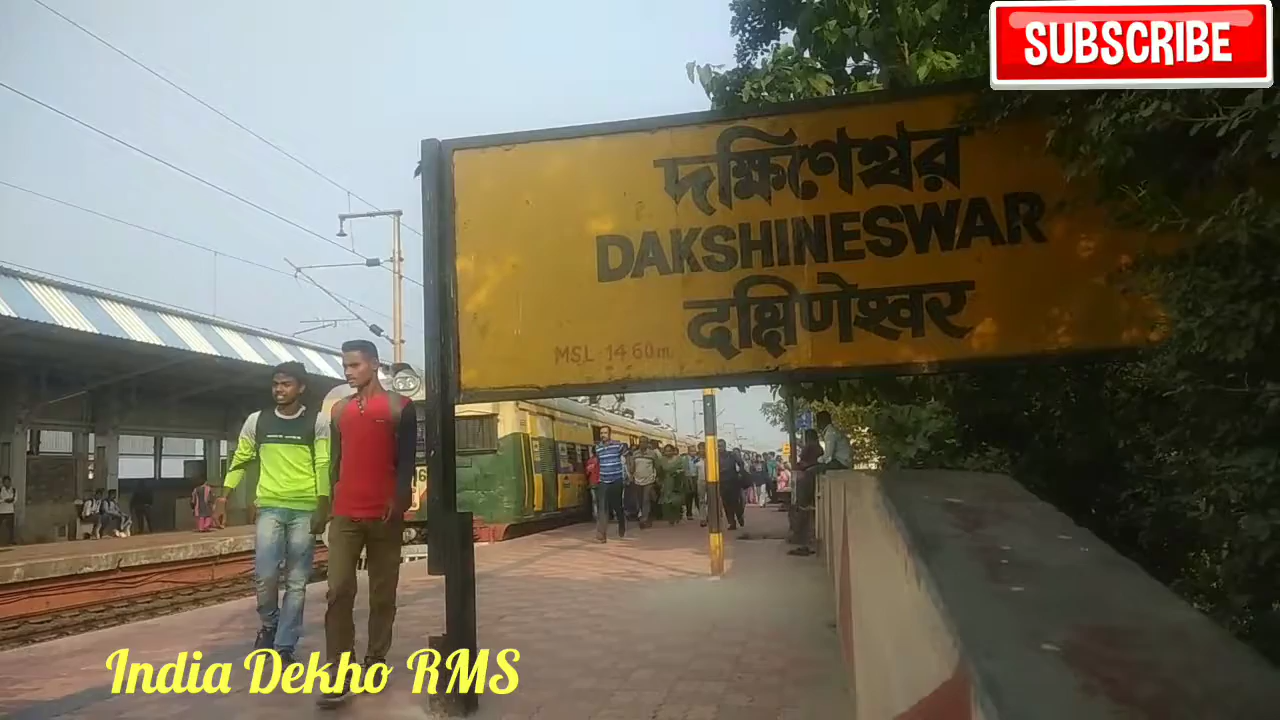 SUBSCRIBE
দক্ষিণেশ্বর
DAKSHINESWAR
दक्षिणेश्वर
MSL-14.60m.
India Dekho RMS